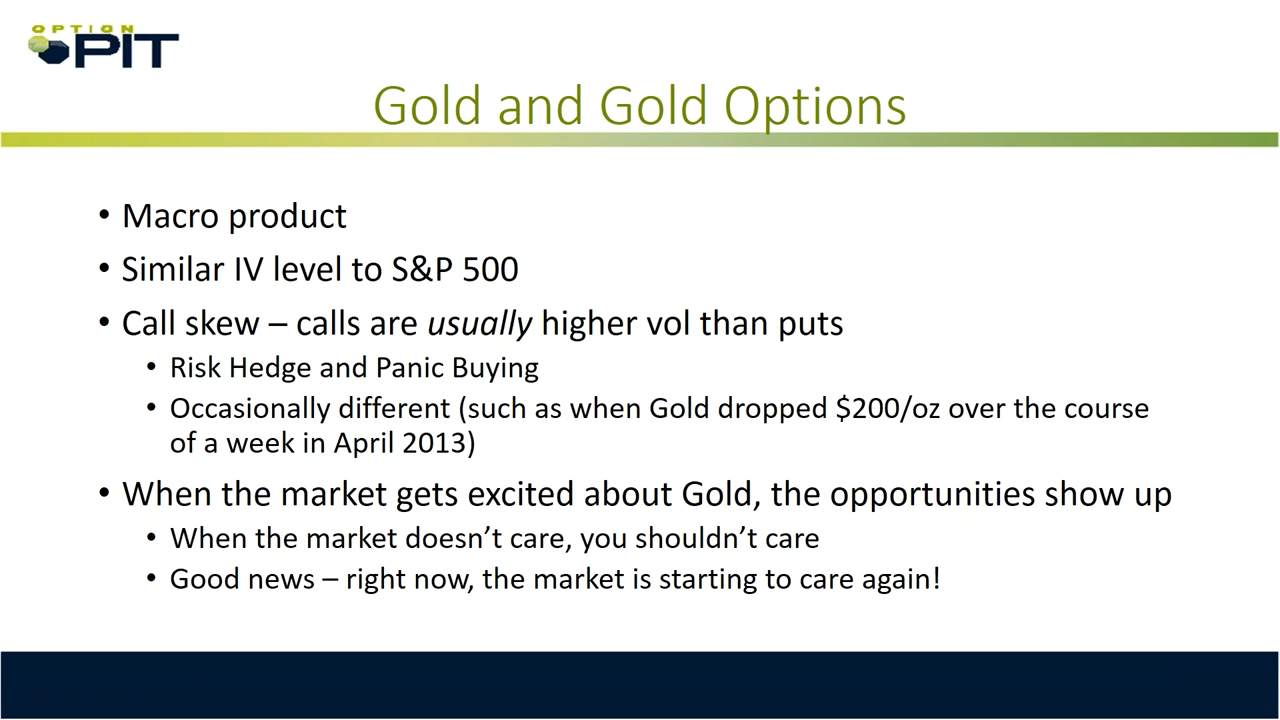 OPTION
PIT
Gold and Gold Options
• Macro product
• Similar IV level to S&P 500
• Call skew – calls are usually higher vol than puts
• Risk Hedge and Panic Buying
• Occasionally different (such as when Gold dropped $200/oz over the course
of a week in April 2013)
• When the market gets excited about Gold, the opportunities show up
• When the market doesn’t care, you shouldn’t care
• Good news – right now, the market is starting to care again!